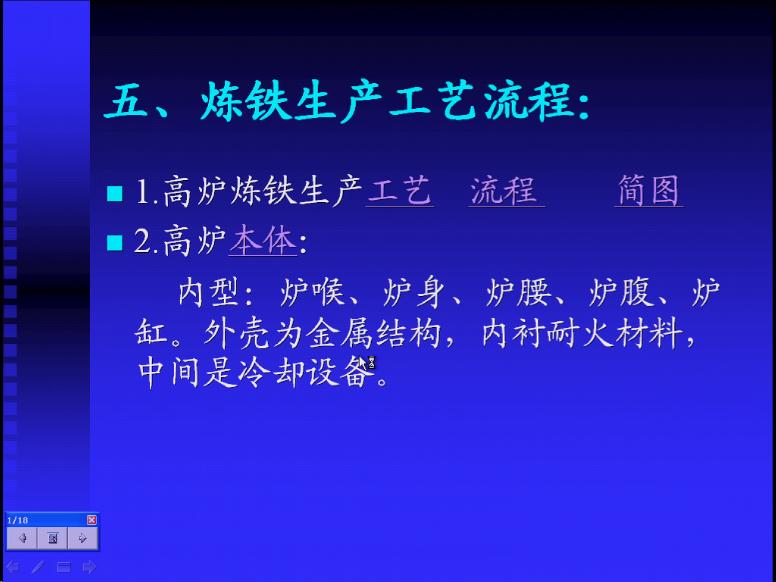 五、炼铁生产工艺流程：
1.高炉炼铁生产工艺 流程 简图
2.高炉本体：
内型：炉喉、炉身、炉腰、炉腹、炉
缸。外壳为金属结构，内衬耐火材料，
中间是冷却设备。
1/18